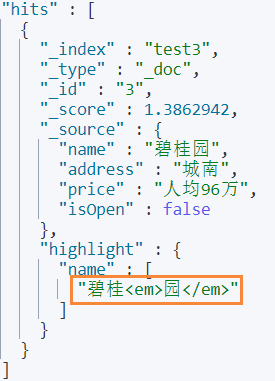 "hits" : [
{
"_index" : "test3",
"_type" : "_doc",
"_id" : "3",
"_score" : 1.3862942,
"_source" : {
"name" : "碧桂园",
"address" : "城南",
"price" : "人均96万",
"isOpen" : false
},
"highlight" : {
"name" : [
"碧桂<em>园</em>"
]
}
}
]